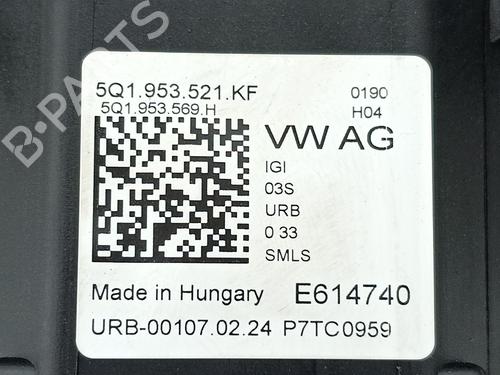 5Q1.953.521.KF 0190
5Q1.953.569.H H04
VW AG
IGI
03S
URB
0 33
SMLS
Made in Hungary E614740
URB-00107.02.24 P7TC0959
B-PARTS